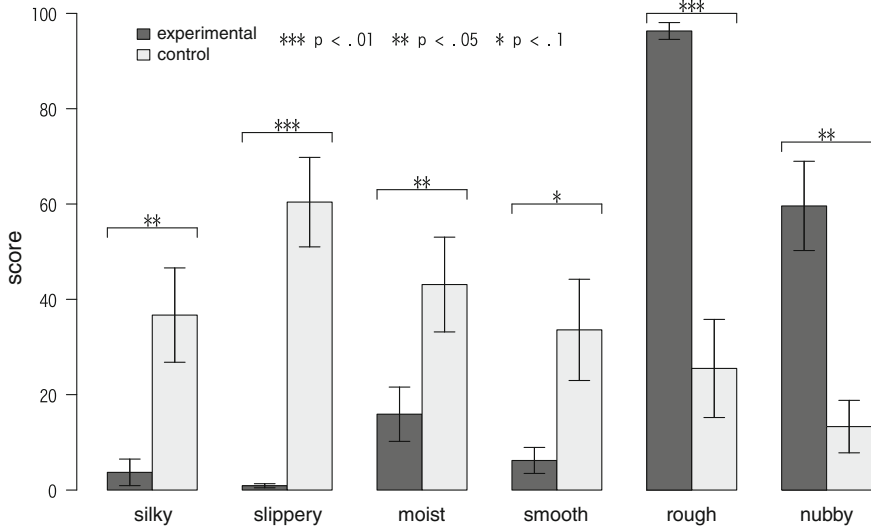 100
***
experimental
*** p < .01 ** p < .05 * p < .1
control
80
***
**
60
**
*
**
score
40
20
0
silky slippery moist smooth rough nubby